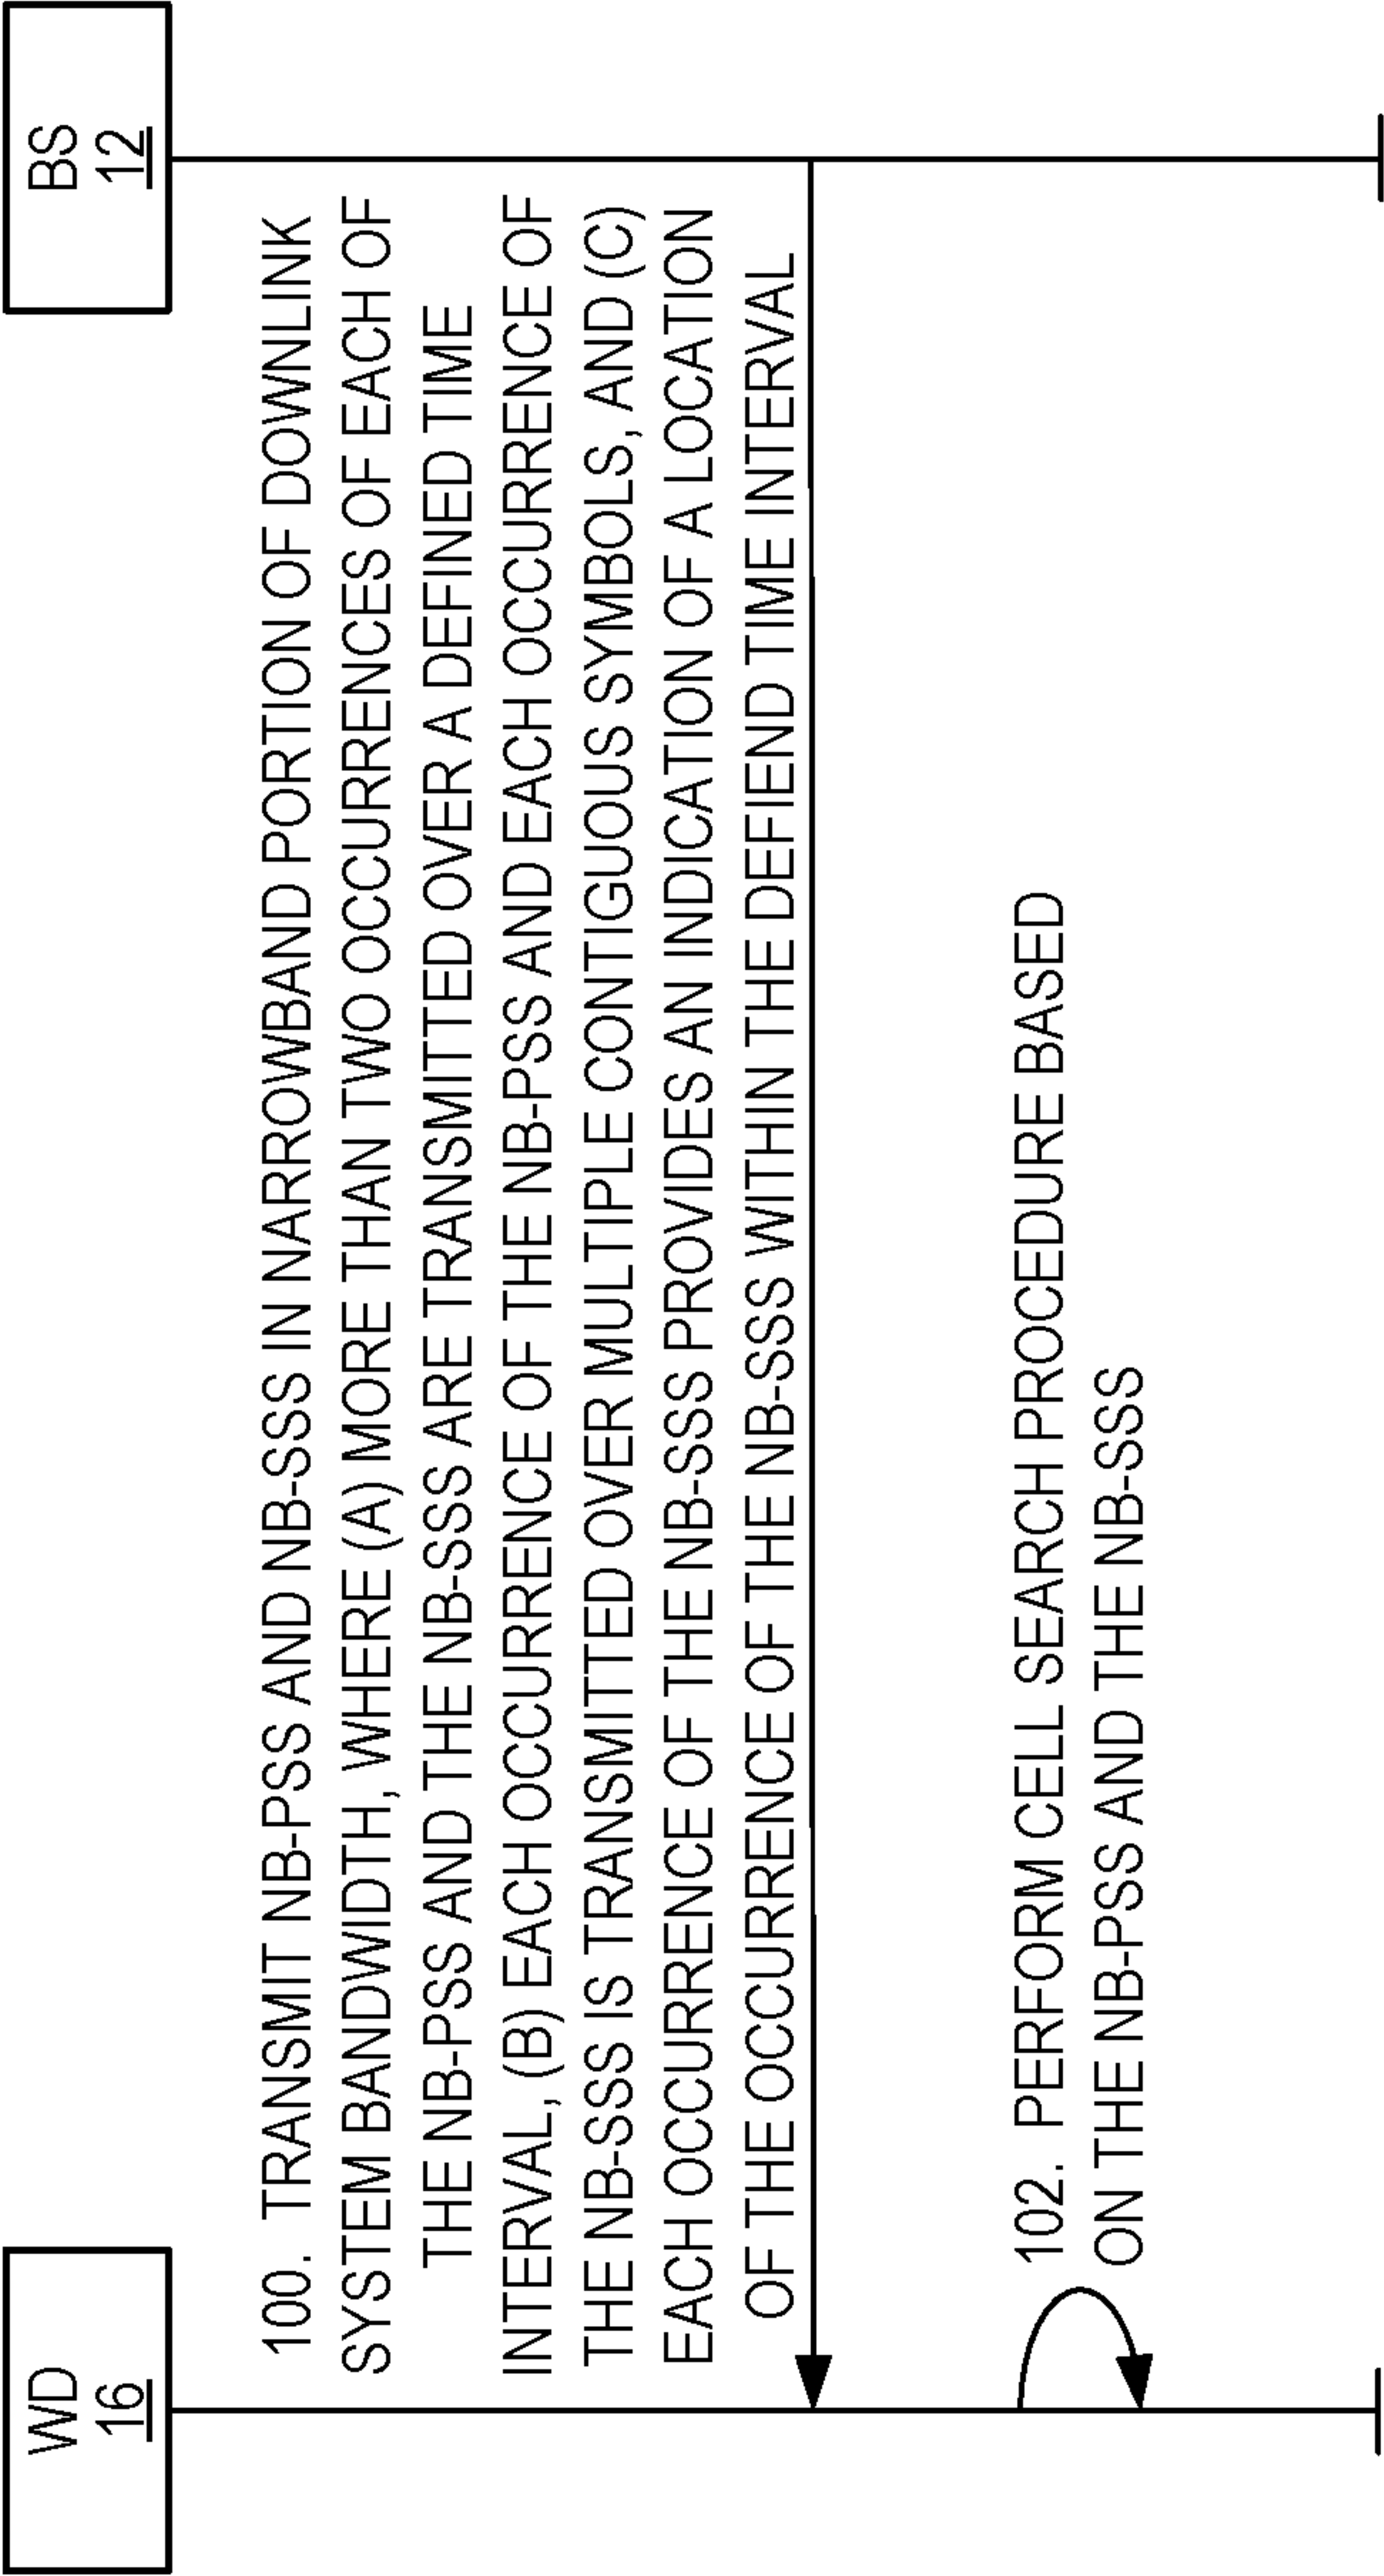 WD
16
BS
12
100. TRANSMIT NB-PSS AND NB-SSS IN NARROWBAND PORTION OF DOWNLINK
SYSTEM BANDWIDTH, WHERE (A) MORE THAN TWO OCCURRENCES OF EACH OF
THE NB-PSS AND THE NB-SSS ARE TRANSMITTED OVER A DEFINED TIME
INTERVAL, (B) EACH OCCURRENCE OF THE NB-PSS AND EACH OCCURRENCE OF
THE NB-SSS IS TRANSMITTED OVER MULTIPLE CONTIGUOUS SYMBOLS, AND (C)
EACH OCCURRENCE OF THE NB-SSS PROVIDES AN INDICATION OF A LOCATION
OF THE OCCURRENCE OF THE NB-SSS WITHIN THE DEFIEND TIME INTERVAL
102. PERFORM CELL SEARCH PROCEDURE BASED
ON THE NB-PSS AND THE NB-SSS